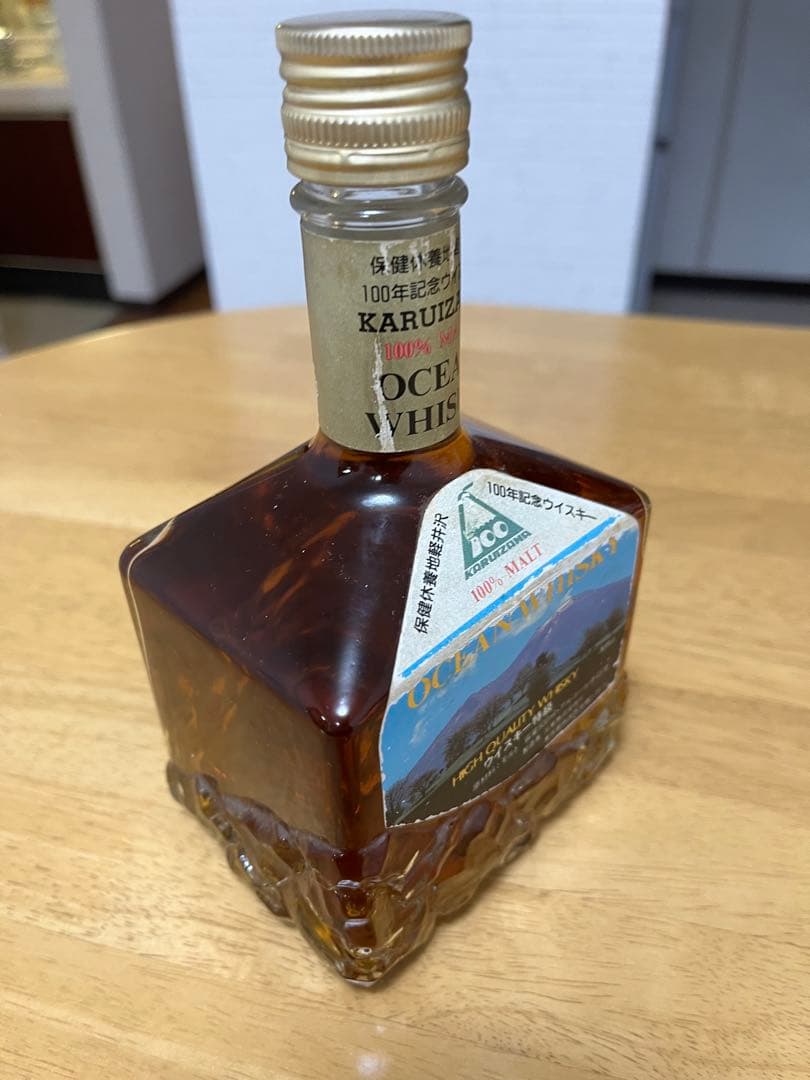 保健休養地
100年記念ウイ
KARUIZA
100% MA
OCEA
WHIS
保健休養地軽井沢
100年記念ウイスキー
100
KARUIZAWA
100% MALT
OCEAN WHISKY
HIGH QUALITY WHISKY
ウイスキー特級